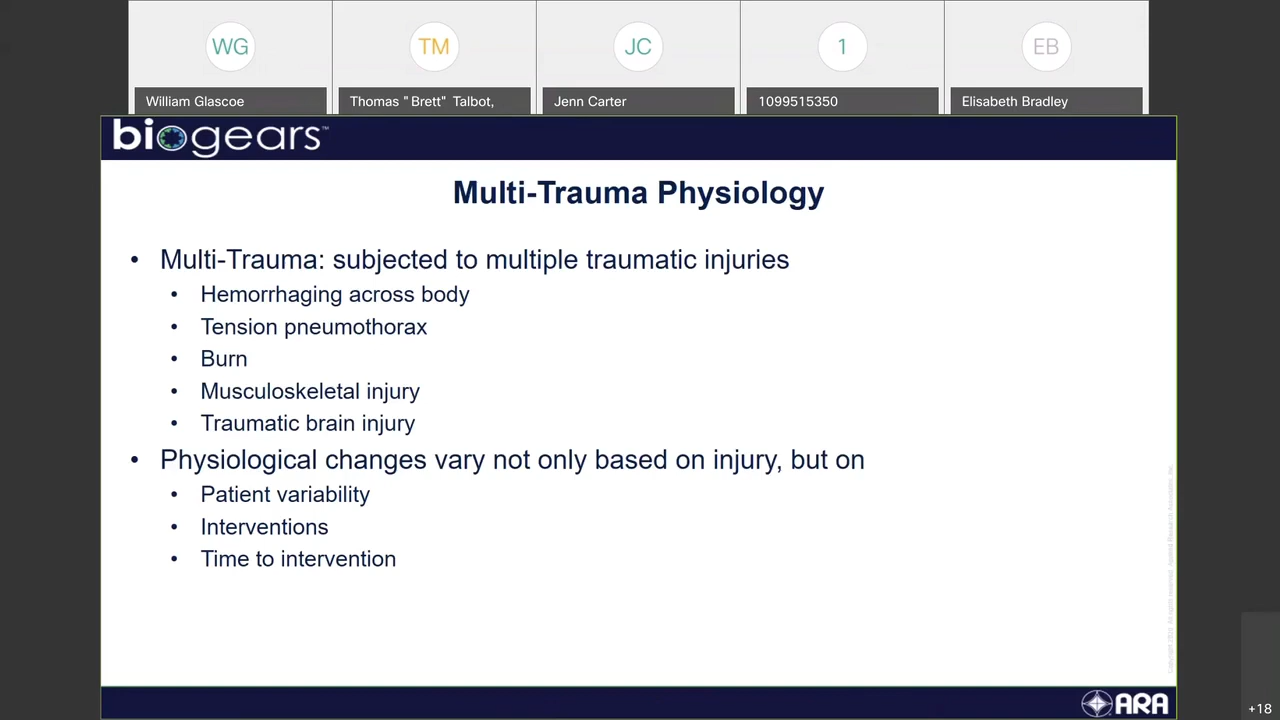 WG
TM
JC
1
EB
William Glascoe
Thomas "Brett" Talbot,
Jenn Carter
1099515350
Elisabeth Bradley
biogears™
Multi-Trauma Physiology
• Multi-Trauma: subjected to multiple traumatic injuries
• Hemorrhaging across body
• Tension pneumothorax
• Burn
• Musculoskeletal injury
• Traumatic brain injury
• Physiological changes vary not only based on injury, but on
• Patient variability
• Interventions
• Time to intervention
ARA
+18